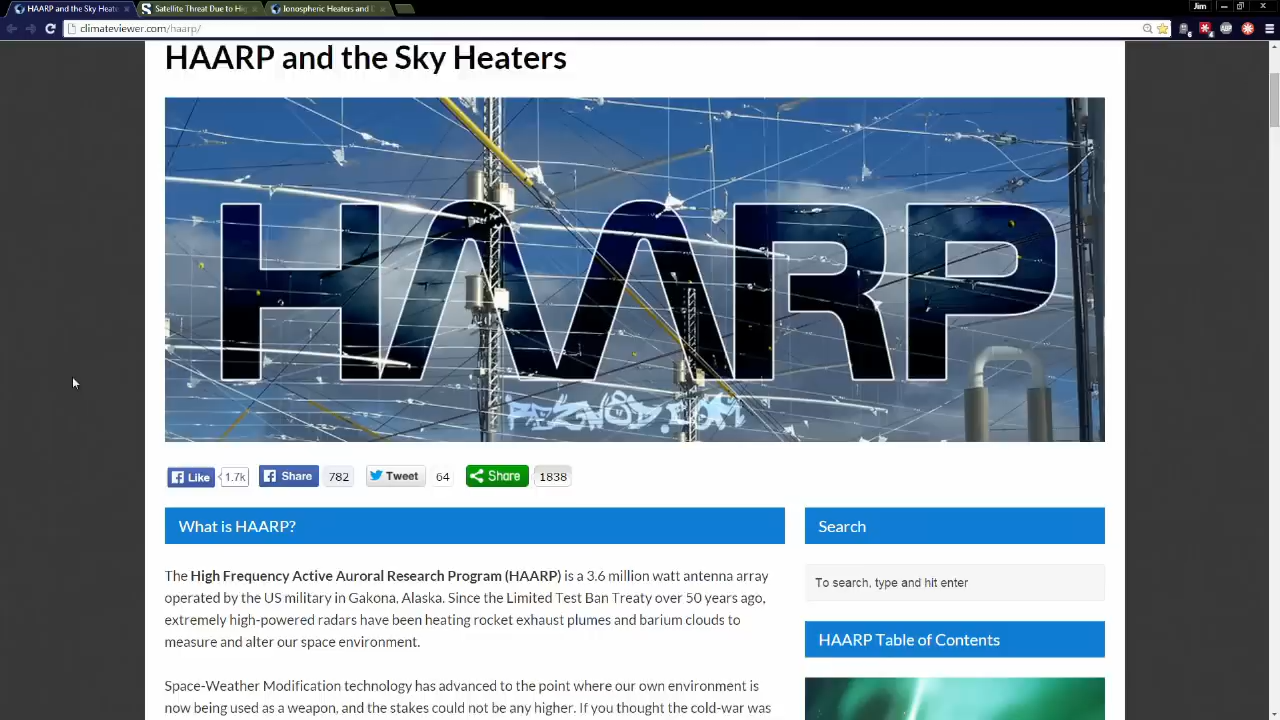 HAARP and the Sky Heate
Satellite Threat Due to Hig
Ionospheric Heaters and D
Jim
climateviewer.com/haarp/
HAARP and the Sky Heaters
HAARP
REZN8D.COM
Like 1.7k Share 782 Tweet 64 Share 1838
What is HAARP?
Search
The High Frequency Active Auroral Research Program (HAARP) is a 3.6 million watt antenna array
operated by the US military in Gakona, Alaska. Since the Limited Test Ban Treaty over 50 years ago,
extremely high-powered radars have been heating rocket exhaust plumes and barium clouds to
measure and alter our space environment.
To search, type and hit enter
HAARP Table of Contents
Space-Weather Modification technology has advanced to the point where our own environment is
now being used as a weapon, and the stakes could not be any higher. If you thought the cold-war was